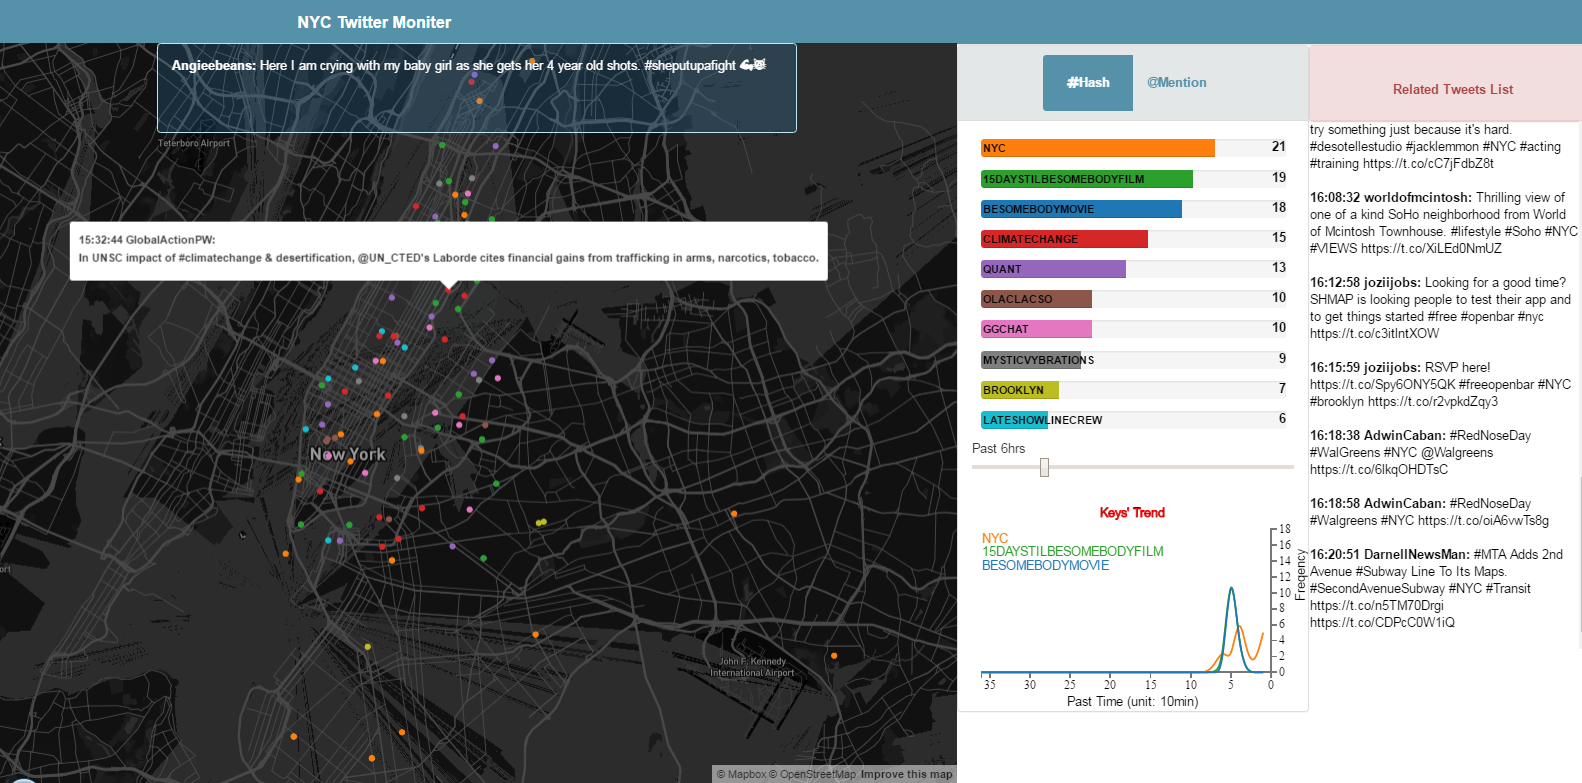 NYC Twitter Moniter
Angieebeans: Here I am crying with my baby girl as she gets her 4 year old shots. #sheputupafight
Teterboro Airport
15:32:44 GlobalActionPW:
In UNSC impact of #climatechange & desertification, @UN_CTED's Laborde cites financial gains from trafficking in arms, narcotics, tobacco.
New York
John F. Kennedy
International Airport
© Mapbox © OpenStreetMap Improve this map
#Hash
@Mention
NYC 21
15DAYSTILBESOMEBODYFILM 19
BESOMEBODYMOVIE 18
CLIMATECHANGE 15
QUANT 13
OLACLACSO 10
GGCHAT 10
MYSTICVYBRATIONS 9
BROOKLYN 7
LATESHOWLINECREW 6
Past 6hrs
Keys' Trend
NYC
15DAYSTILBESOMEBODYFILM
BESOMEBODYMOVIE
18
16
14
12
10
8
6
4
2
0
Freqency
35 30 25 20 15 10 5 0
Past Time (unit: 10min)
Related Tweets List
try something just because it's hard.
#desotellestudio #jacklemmon #NYC #acting
#training https://t.co/cC7jFdbZ8t
16:08:32 worldofmcintosh: Thrilling view of
one of a kind SoHo neighborhood from World
of Mcintosh Townhouse. #lifestyle #Soho #NYC
#VIEWS https://t.co/XiLEd0NmUZ
16:12:58 joziijobs: Looking for a good time?
SHMAP is looking people to test their app and
to get things started #free #openbar #nyc
https://t.co/c3itlntXOW
16:15:59 joziijobs: RSVP here!
https://t.co/Spy6ONY5QK #freeopenbar #NYC
#brooklyn https://t.co/r2vpkdZqy3
16:18:38 AdwinCaban: #RedNoseDay
#WalGreens #NYC @Walgreens
https://t.co/6lkqOHDTsC
16:18:58 AdwinCaban: #RedNoseDay
#Walgreens #NYC https://t.co/oiA6vwTs8g
16:20:51 DarnellNewsMan: #MTA Adds 2nd
Avenue #Subway Line To Its Maps.
#SecondAvenueSubway #NYC #Transit
https://t.co/n5TM70Drgi
https://t.co/CDPcC0W1iQ